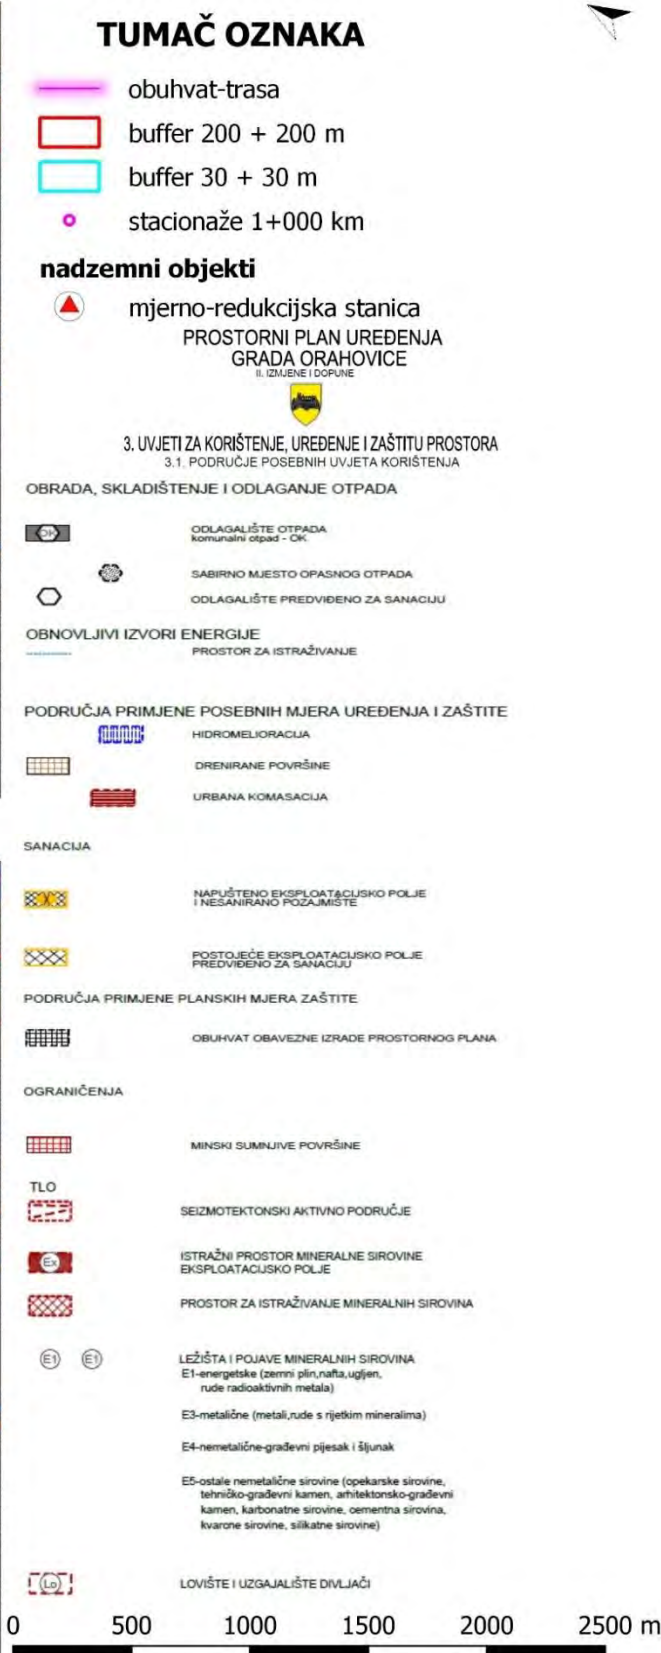 TUMAČ OZNAKA
obuhvat-trasa
buffer 200 + 200 m
buffer 30 + 30 m
stacionaže 1+000 km
nadzemni objekti
mjerno-redukcijska stanica
PROSTORNI PLAN UREĐENJA
GRADA ORAHOVICE
II. IZMJENE I DOPUNE
3. UVJETI ZA KORIŠTENJE, UREĐENJE I ZAŠTITU PROSTORA
3.1. PODRUČJE POSEBNIH UVJETA KORIŠTENJA
OBRADA, SKLADIŠTENJE I ODLAGANJE OTPADA
OK
ODLAGALIŠTE OTPADA
komunalni otpad - OK
SABIRNO MJESTO OPASNOG OTPADA
ODLAGALIŠTE PREDVIĐENO ZA SANACIJU
OBNOVLJIVI IZVORI ENERGIJE
PROSTOR ZA ISTRAŽIVANJE
PODRUČJA PRIMJENE POSEBNIH MJERA UREĐENJA I ZAŠTITE
HIDROMELIORACIJA
DRENIRANE POVRŠINE
URBANA KOMASACIJA
SANACIJA
X
NAPUŠTENO EKSPLOATACIJSKO POLJE
I NESANIRANO POZAJMIŠTE
POSTOJEĆE EKSPLOATACIJSKO POLJE
PREDVIĐENO ZA SANACIJU
PODRUČJA PRIMJENE PLANSKIH MJERA ZAŠTITE
OBUHVAT OBAVEZNE IZRADE PROSTORNOG PLANA
OGRANIČENJA
MINSKI SUMNJIVE POVRŠINE
TLO
SEIZMOTEKTONSKI AKTIVNO PODRUČJE
Ex
ISTRAŽNI PROSTOR MINERALNE SIROVINE
EKSPLOATACIJSKO POLJE
PROSTOR ZA ISTRAŽIVANJE MINERALNIH SIROVINA
E1 E1
LEŽIŠTA I POJAVE MINERALNIH SIROVINA
E1-energetske (zemni plin,nafta,ugljen,
rude radioaktivnih metala)
E3-metalične (metali,rude s rijetkim mineralima)
E4-nemetalične-građevni pijesak i šljunak
E5-ostale nemetalične sirovine (opekarske sirovine,
tehničko-građevni kamen, arhitektonsko-građevni
kamen, karbonatne sirovine, cementna sirovina,
kvarcne sirovine, silikatne sirovine)
Lo
LOVIŠTE I UZGAJALIŠTE DIVLJAČI
0 500 1000 1500 2000 2500 m